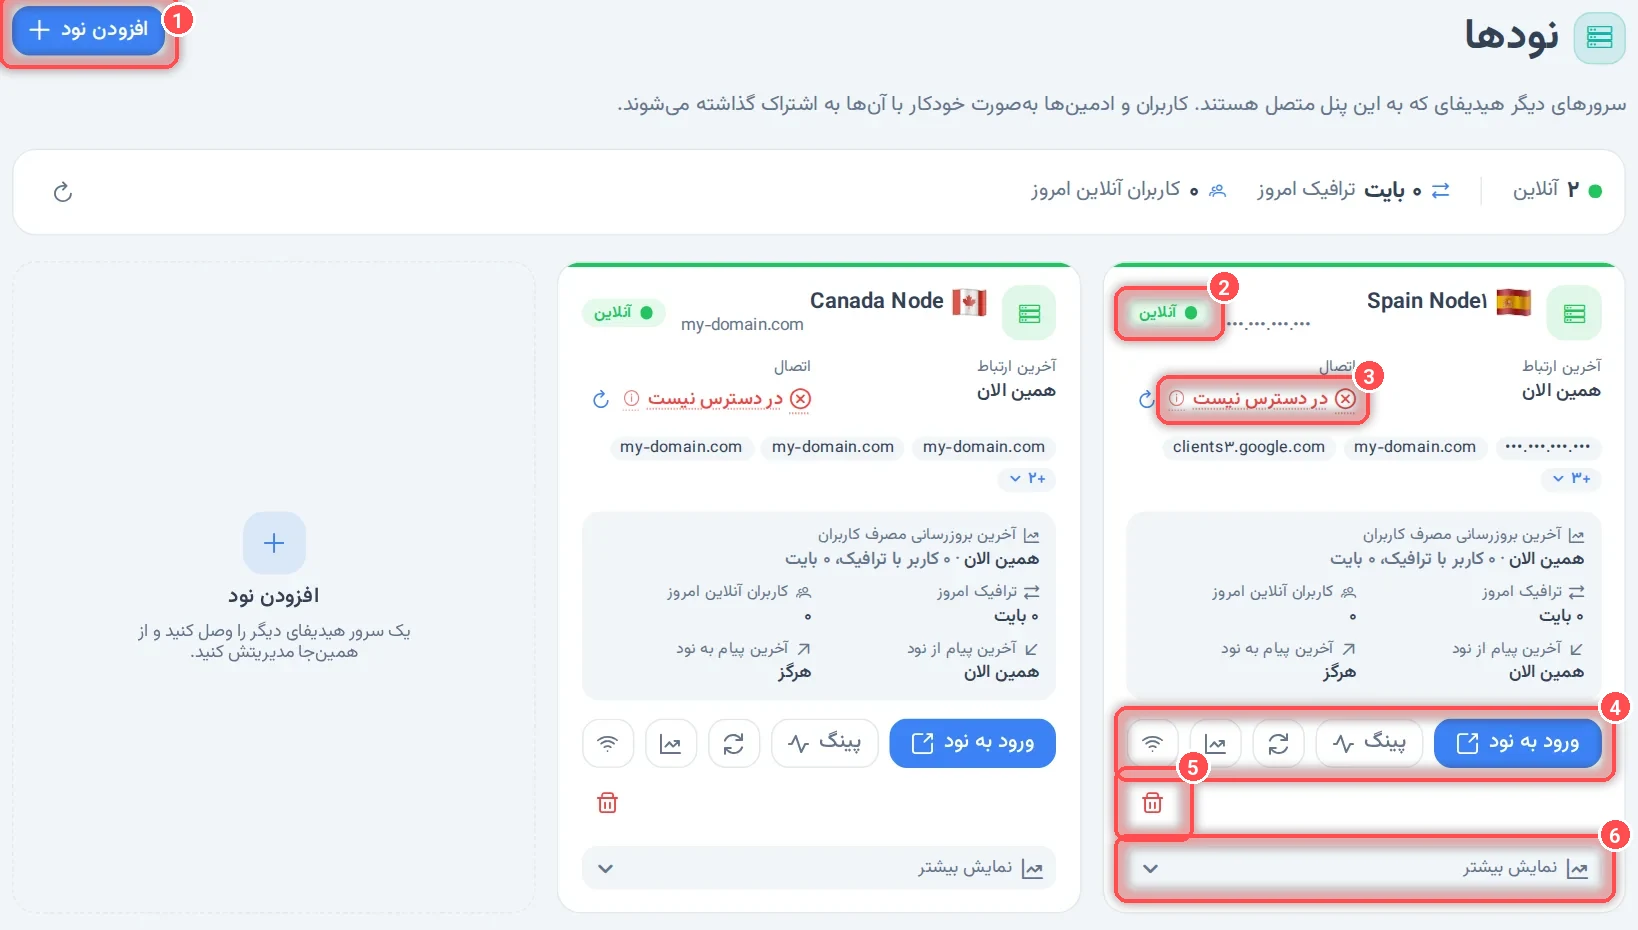 نودها
افزودن نود
1
سرورهای دیگر هیدیفای که به این پنل متصل هستند. کاربران و ادمین‌ها به‌صورت خودکار با آن‌ها به اشتراک گذاشته می‌شوند.
۲ آنلاین
۰ بایت ترافیک امروز
۰ کاربران آنلاین امروز
Spain Node۱
•••.•••.•••.•••
آنلاین
2
آخرین ارتباط
همین الان
اتصال
در دسترس نیست
3
•••.•••.•••.•••
my-domain.com
clients۳.google.com
+۳
آخرین بروزرسانی مصرف کاربران
همین الان · ۰ کاربر با ترافیک، ۰ بایت
ترافیک امروز
۰ بایت
کاربران آنلاین امروز
۰
آخرین پیام از نود
همین الان
آخرین پیام به نود
هرگز
4
ورود به نود
پینگ
5
6
نمایش بیشتر
Canada Node
my-domain.com
آنلاین
آخرین ارتباط
همین الان
اتصال
در دسترس نیست
my-domain.com
my-domain.com
my-domain.com
+۲
آخرین بروزرسانی مصرف کاربران
همین الان · ۰ کاربر با ترافیک، ۰ بایت
ترافیک امروز
۰ بایت
کاربران آنلاین امروز
۰
آخرین پیام از نود
همین الان
آخرین پیام به نود
هرگز
ورود به نود
پینگ
نمایش بیشتر
افزودن نود
یک سرور هیدیفای دیگر را وصل کنید و از
همین‌جا مدیریتش کنید.